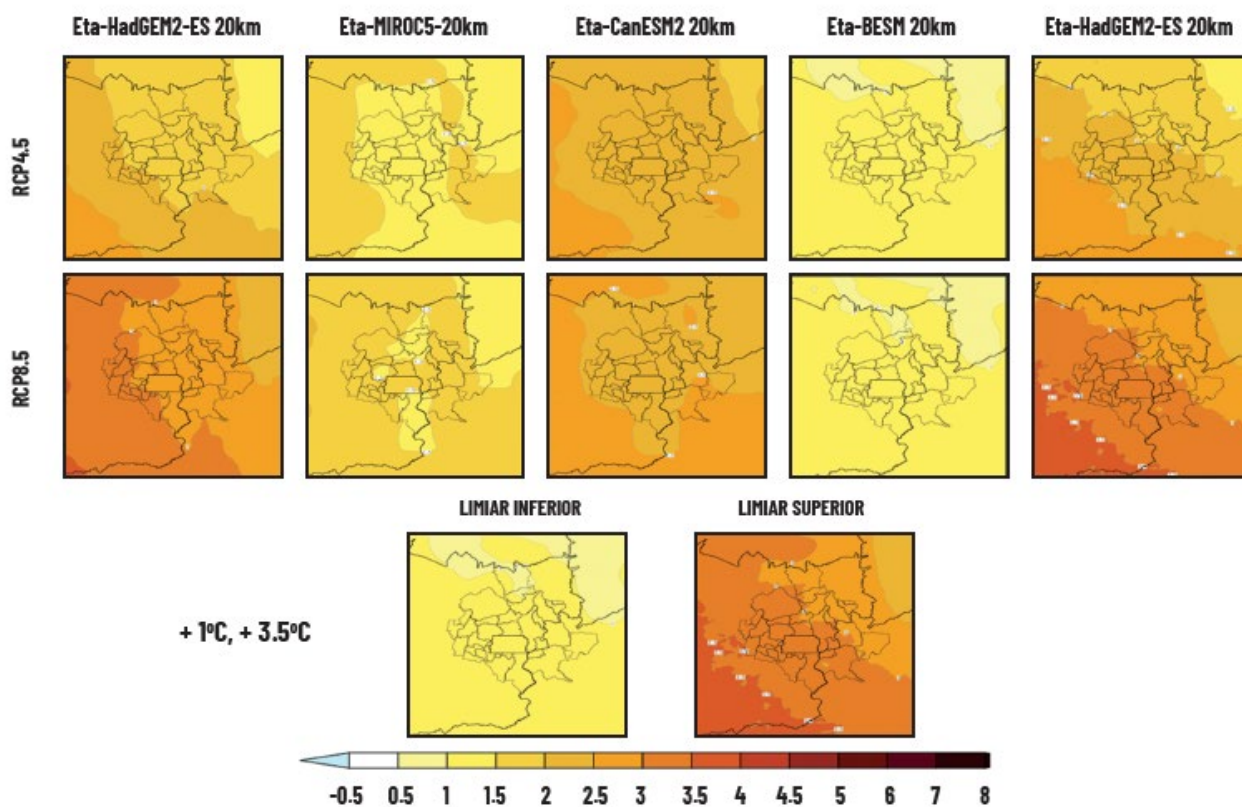 Eta-HadGEM2-ES 20km Eta-MIROC5-20km Eta-CanESM2 20km Eta-BESM 20km Eta-HadGEM2-ES 20km
RCP4.5
RCP8.5
LIMIAR INFERIOR LIMIAR SUPERIOR
+ 1ºC, + 3.5ºC
-0.5 0.5 1 1.5 2 2.5 3 3.5 4 4.5 5 6 7 8